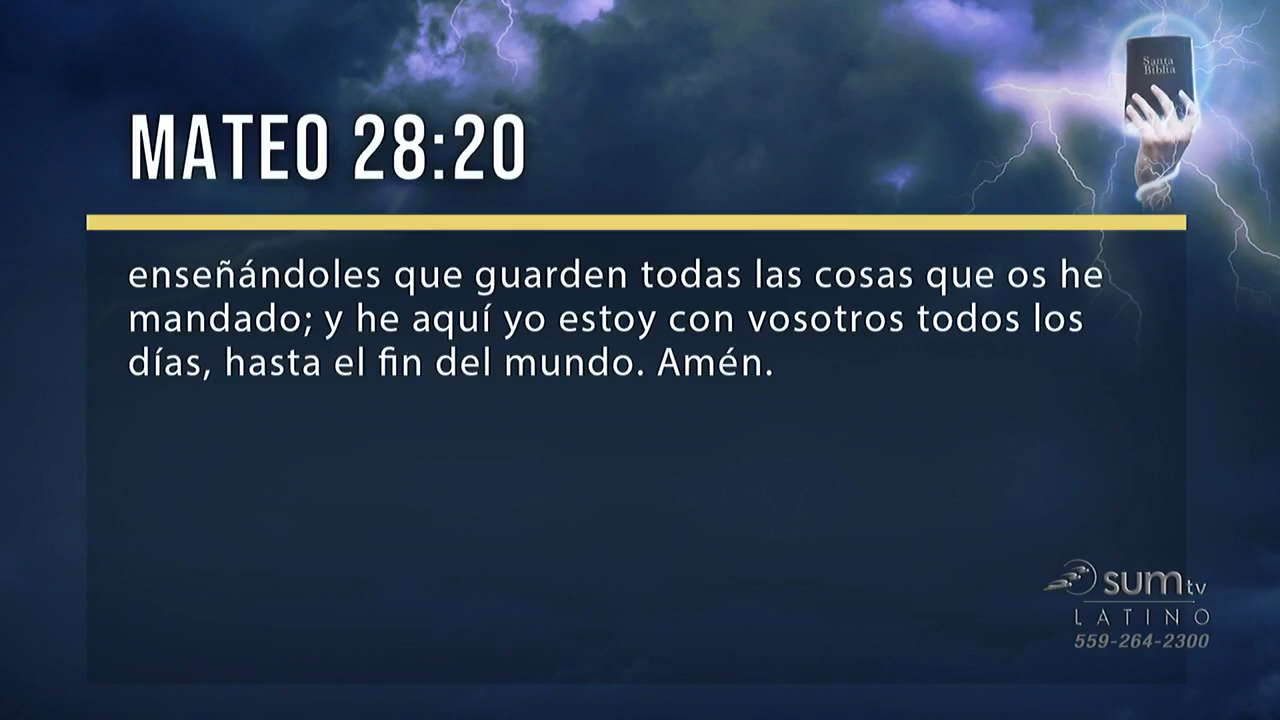 Santa
Biblia
MATEO 28:20
enseñándoles que guarden todas las cosas que os he
mandado; y he aquí yo estoy con vosotros todos los
días, hasta el fin del mundo. Amén.
sumtv
LATINO
559-264-2300